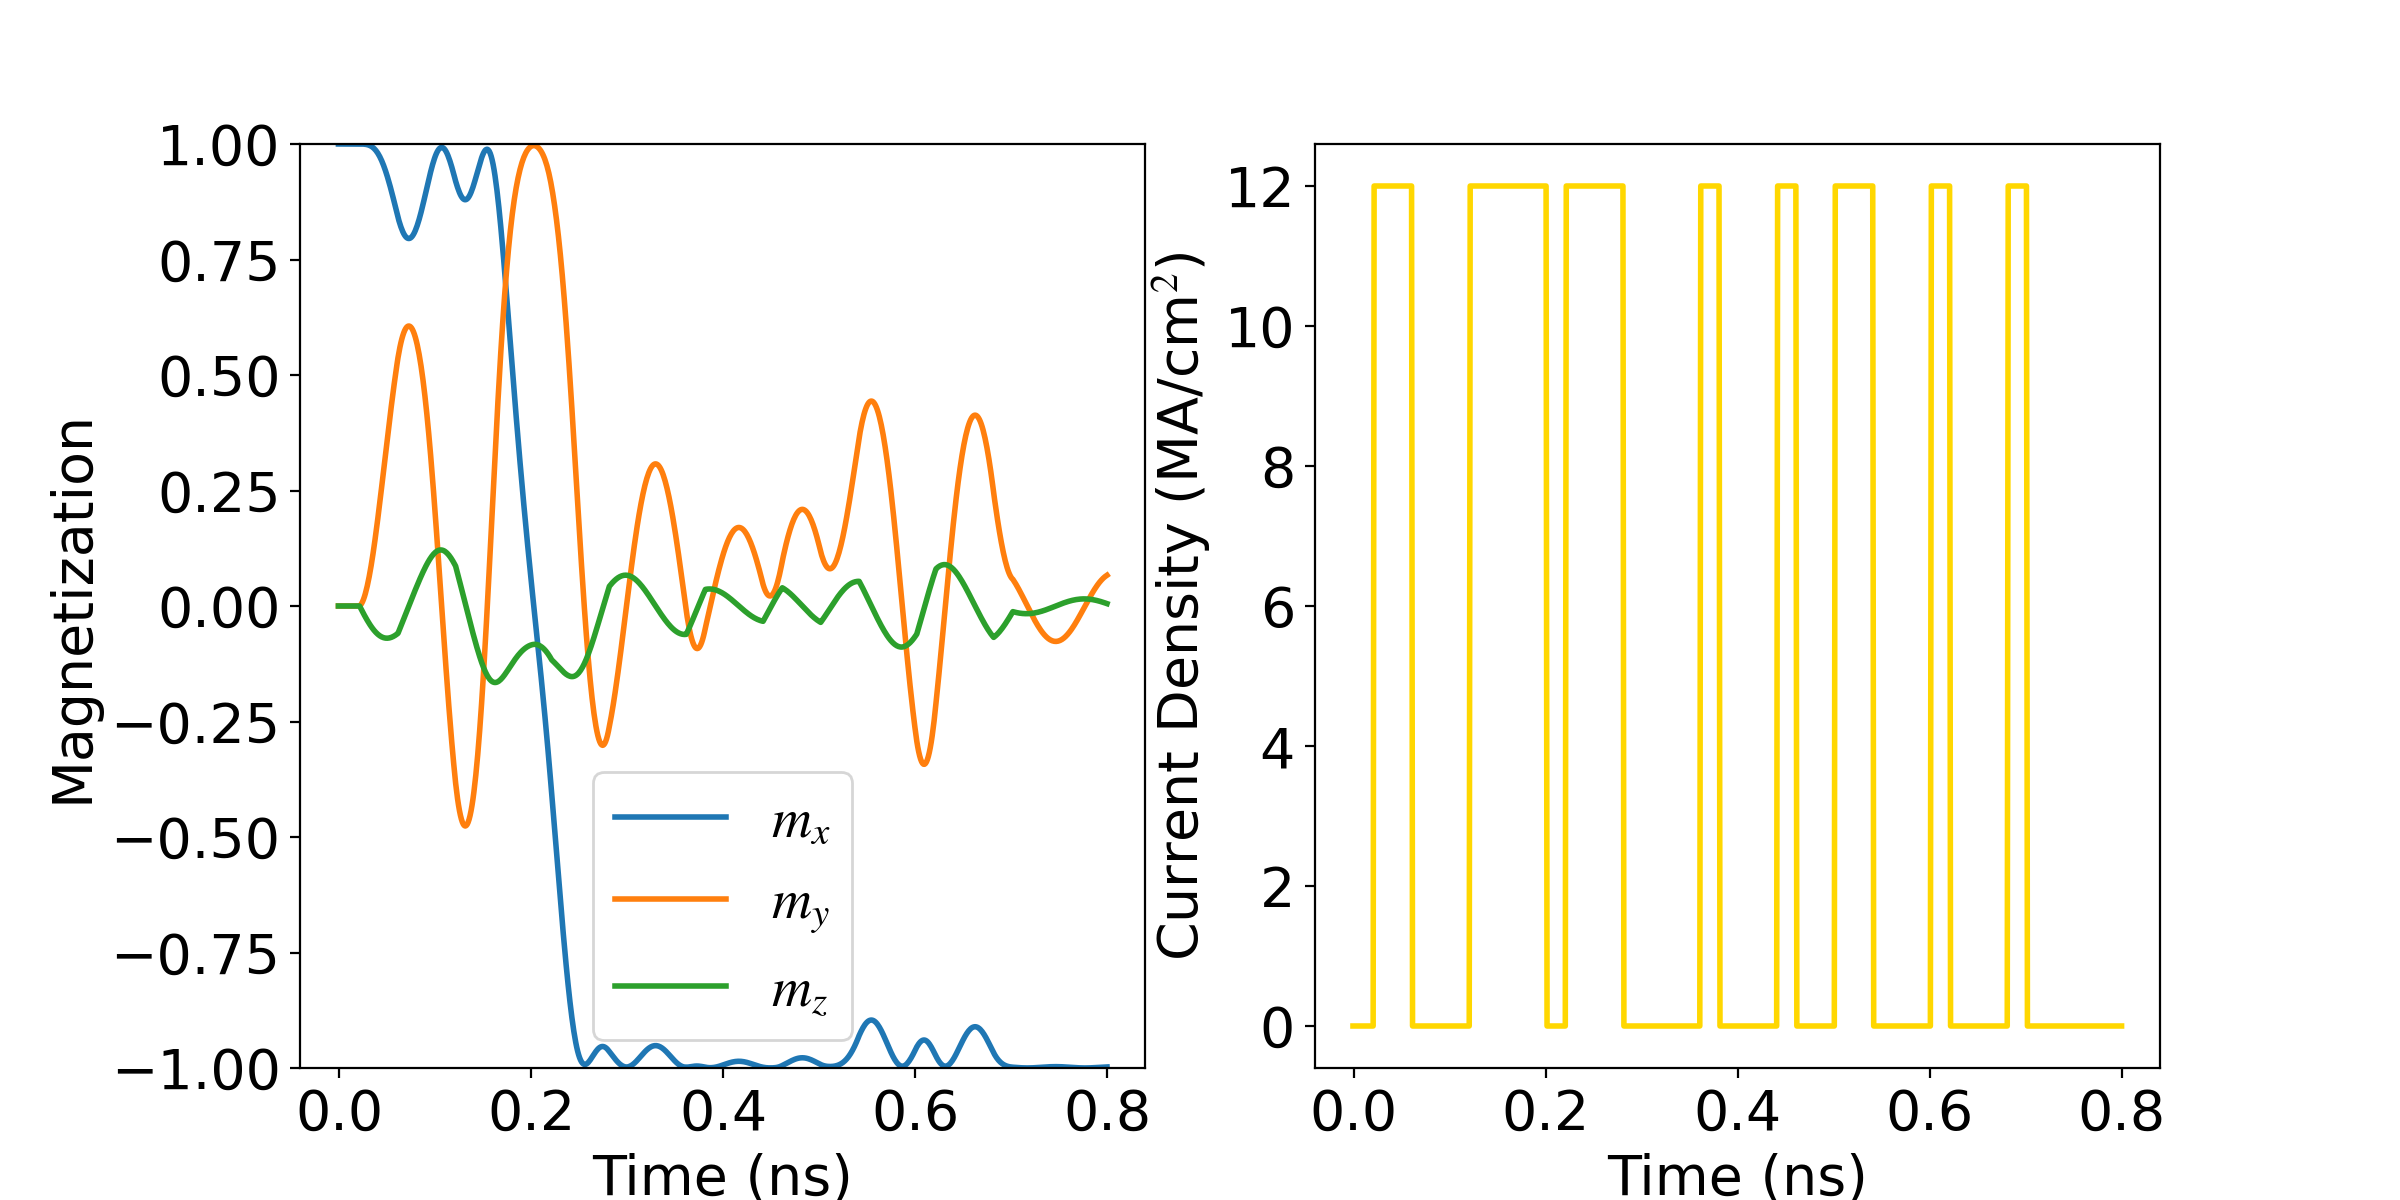 Magnetization
1.00
0.75
0.50
0.25
0.00
−0.25
−0.50
−0.75
−1.00
m_x
m_y
m_z
0.0 0.2 0.4 0.6 0.8
Time (ns)
Current Density (MA/cm²)
12
10
8
6
4
2
0
0.0 0.2 0.4 0.6 0.8
Time (ns)